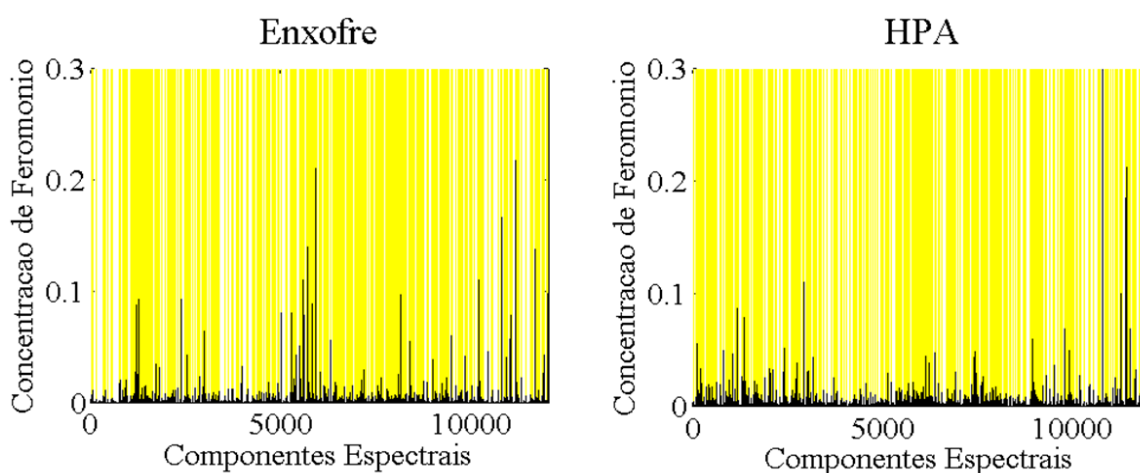 Enxofre
Concentracao de Feromonio
0.3
0.2
0.1
0
0
5000
10000
Componentes Espectrais
HPA
Concentracao de Feromonio
0.3
0.2
0.1
0
0
5000
10000
Componentes Espectrais